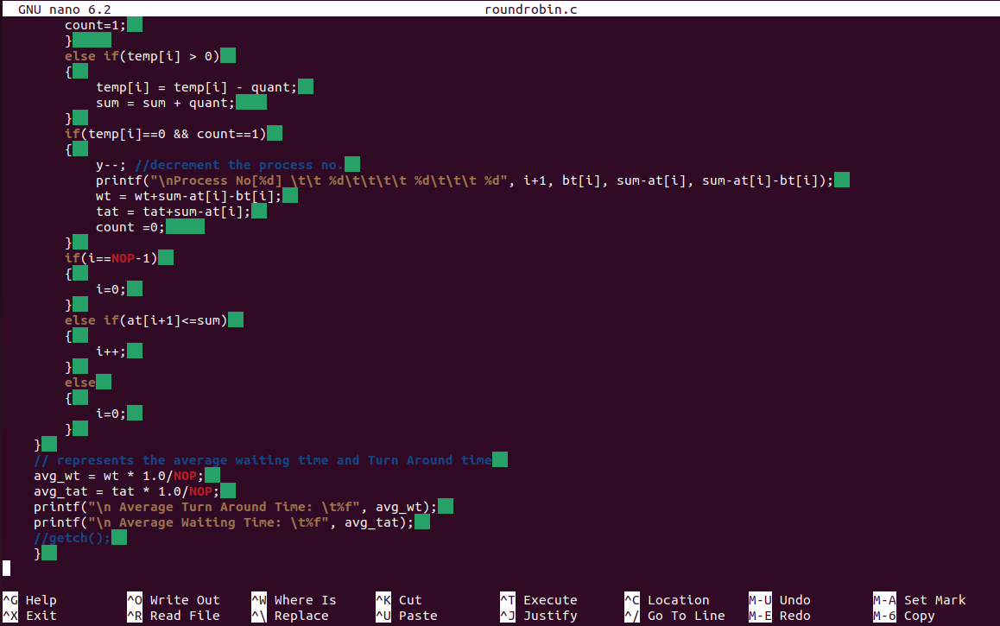 GNU nano 6.2 roundrobin.c
count=1;
}
else if(temp[i] > 0)
{
temp[i] = temp[i] - quant;
sum = sum + quant;
}
if(temp[i]==0 && count==1)
{
y--; //decrement the process no.
printf("\nProcess No[%d] \t\t %d\t\t\t\t %d\t\t\t %d", i+1, bt[i], sum-at[i], sum-at[i]-bt[i]);
wt = wt+sum-at[i]-bt[i];
tat = tat+sum-at[i];
count =0;
}
if(i==NOP-1)
{
i=0;
}
else if(at[i+1]<=sum)
{
i++;
}
else
{
i=0;
}
}
// represents the average waiting time and Turn Around time
avg_wt = wt * 1.0/NOP;
avg_tat = tat * 1.0/NOP;
printf("\n Average Turn Around Time: \t%f", avg_wt);
printf("\n Average Waiting Time: \t%f", avg_tat);
//getch();
}
^G Help ^O Write Out ^W Where Is ^K Cut ^T Execute ^C Location M-U Undo M-A Set Mark
^X Exit ^R Read File ^\ Replace ^U Paste ^J Justify ^/ Go To Line M-E Redo M-6 Copy